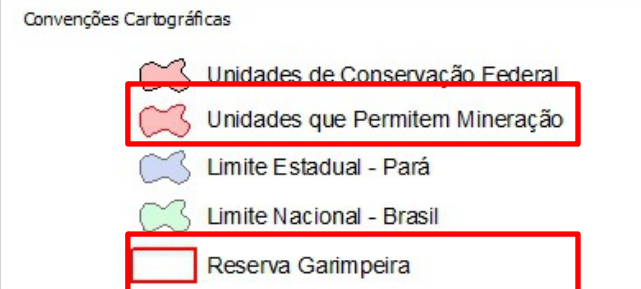 Convenções Cartográficas
Unidades de Conservação Federal
Unidades que Permitem Mineração
Limite Estadual - Pará
Limite Nacional - Brasil
Reserva Garimpeira